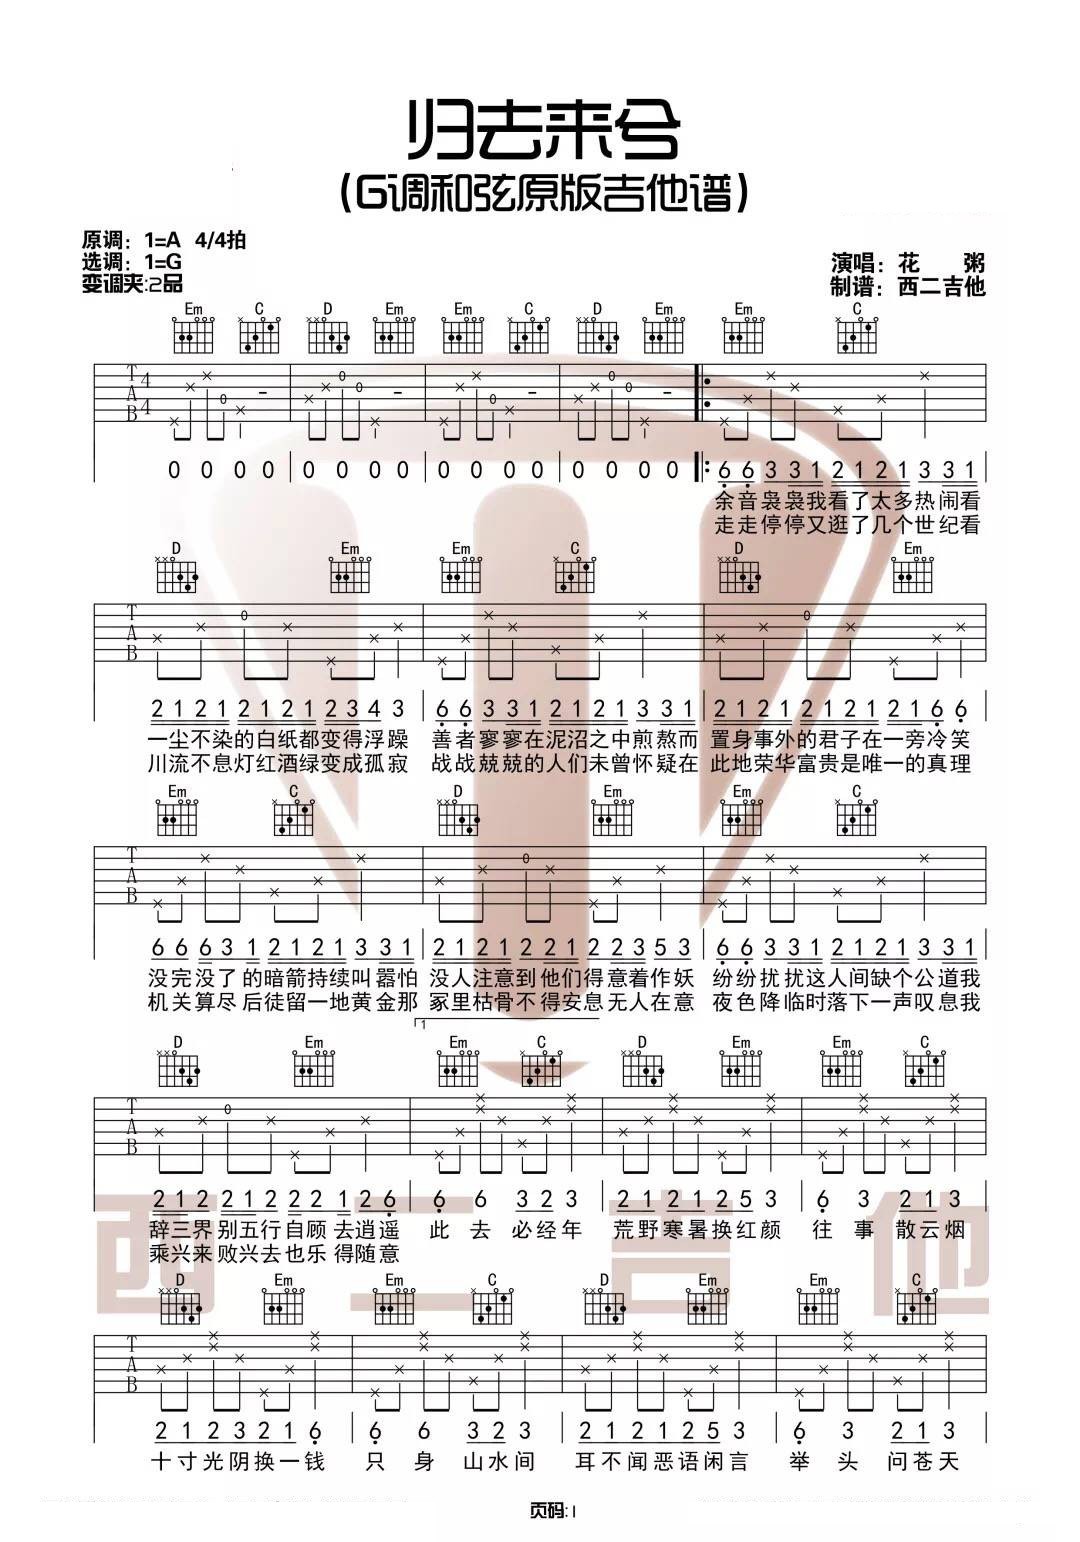 归去来兮
(G调和弦原版吉他谱)
原调: 1=A 4/4拍
选调: 1=G
变调夹:2品
演唱: 花 粥
制谱: 西二吉他
Em C D Em Em C D Em Em C
T A B 4 4
0 0 0 0 0 0 0 0 0 0 0 0 0 0 0 0 6 6 3 3 1 2 1 2 1 3 3 1
余音袅袅我看了太多热闹看
走走停停又逛了几个世纪看
D Em Em C D Em
T A B
2 1 2 1 2 1 2 1 2 3 4 3 6 6 3 3 1 2 1 2 1 3 3 1 2 1 2 1 2 1 2 1 2 1 6 6
一尘不染的白纸都变得浮躁 善者寥寥在泥沼之中煎熬而 置身事外的君子在一旁冷笑
川流不息灯红酒绿变成孤寂 战战兢兢的人们未曾怀疑在 此地荣华富贵是唯一的真理
Em C D Em Em C
T A B
6 6 6 3 1 2 1 2 1 3 3 1 2 1 2 1 2 2 1 2 2 3 5 3 6 6 3 3 1 2 1 2 1 3 3 1
没完没了的暗箭持续叫嚣怕 没人注意到他们得意着作妖 纷纷扰扰这人间缺个公道我
机关算尽后徒留一地黄金那 冢里枯骨不得安息无人在意 夜色降临时落下一声叹息我
1
D Em Em C D Em Em C
T A B
2 1 2 2 1 2 2 2 1 2 6 6 6 3 2 3 2 1 2 1 2 5 3 6 3 2 1 3
辞三界别五行自顾去逍遥 此去必经年 荒野寒暑换红颜 往事散云烟
乘兴来败兴去也乐得随意
D Em Em C D Em Em C
T A B
2 1 2 1 2 1 6 6 6 3 2 3 2 1 2 1 2 5 3 6 3 2 1 3
十寸光阴换一钱 只身山水间 耳不闻恶语闲言 举头问苍天
西二吉他
页码:1